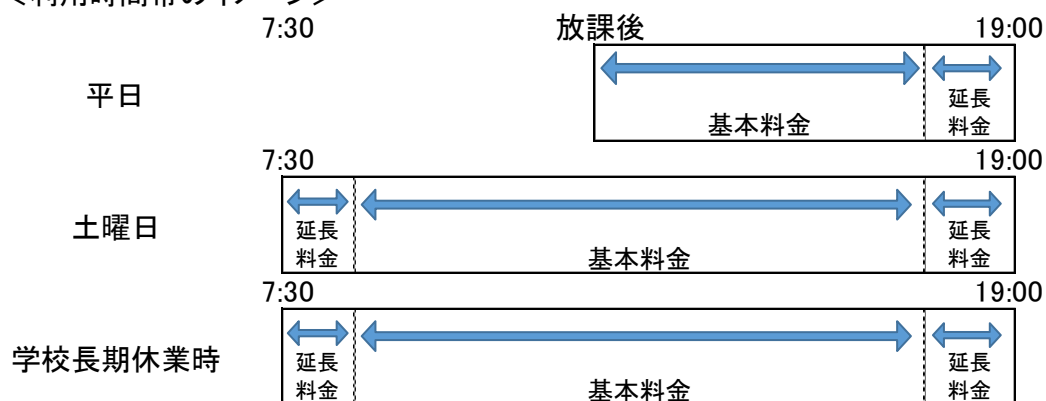 <利用時間帯のイメージ>
7:30 放課後 19:00
平日
基本料金
延長
料金
7:30 19:00
土曜日
延長
料金
基本料金
延長
料金
7:30 19:00
学校長期休業時
延長
料金
基本料金
延長
料金